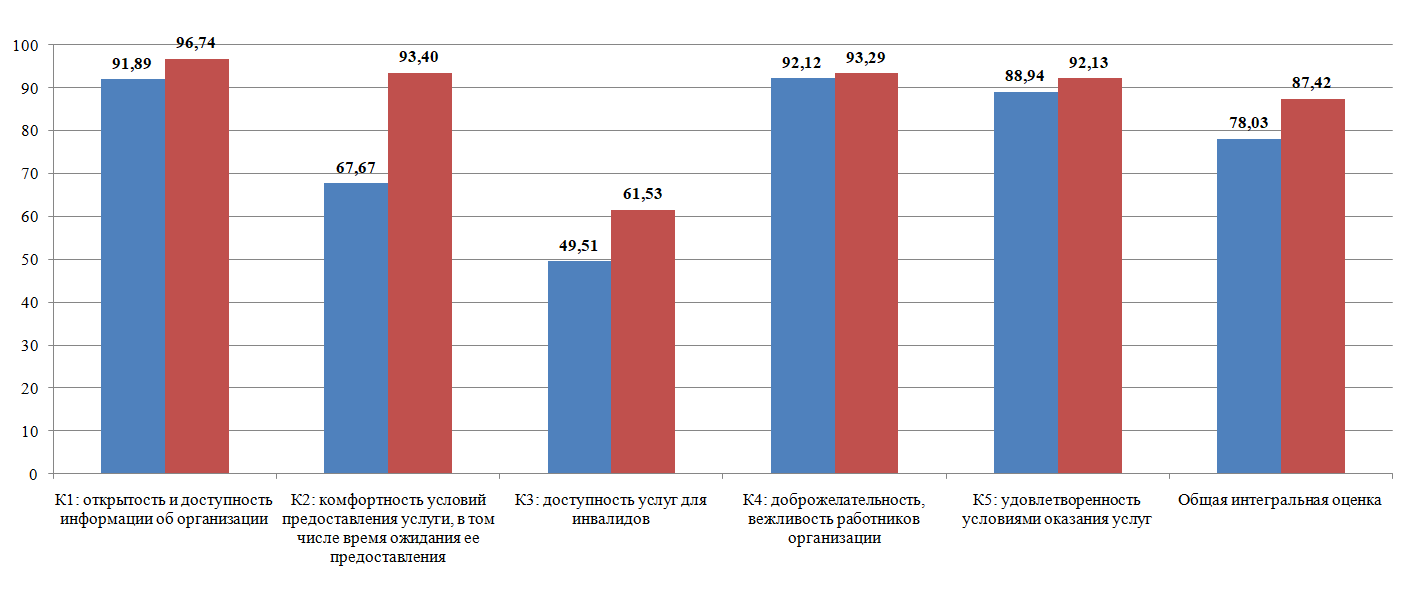 100
90
80
70
60
50
40
30
20
10
0
91,89
96,74
67,67
93,40
49,51
61,53
92,12
93,29
88,94
92,13
78,03
87,42
К1: открытость и доступность
информации об организации
К2: комфортность условий
предоставления услуги, в том
числе время ожидания ее
предоставления
К3: доступность услуг для
инвалидов
К4: доброжелательность,
вежливость работников
организации
К5: удовлетворенность
условиями оказания услуг
Общая интегральная оценка